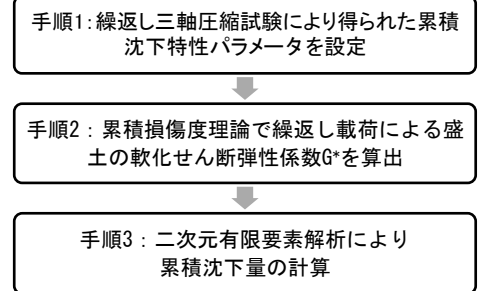 手順1:繰返し三軸圧縮試験により得られた累積
沈下特性パラメータを設定
手順2：累積損傷度理論で繰返し載荷による盛
土の軟化せん断弾性係数G*を算出
手順3：二次元有限要素解析により
累積沈下量の計算